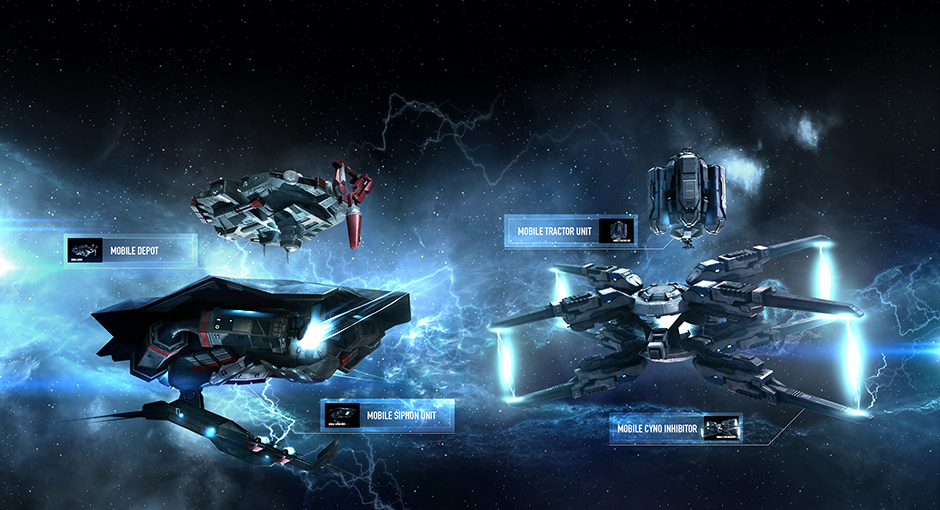 MOBILE DEPOT
MOBILE TRACTOR UNIT
MOBILE SIPHON UNIT
MOBILE CYNO INHIBITOR